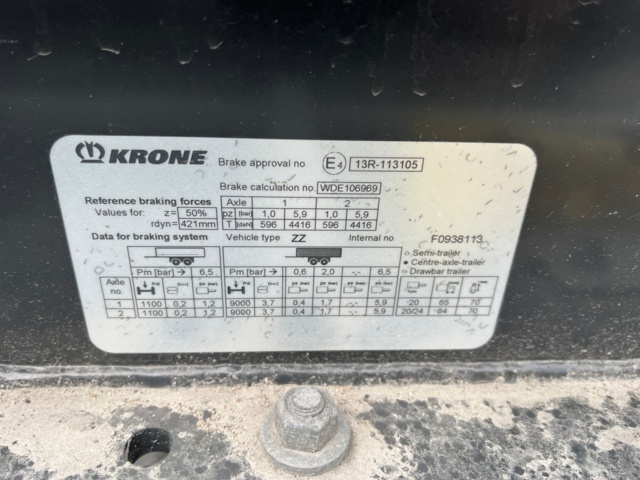 KRONE Brake approval no E4 13R-113105
Brake calculation no WDE106969
Reference braking forces Axle 1 2
Values for: z= 50% pz [bar] 1,0 5,9 1,0 5,9
rdyn= 421mm T [daN] 596 4416 596 4416
Data for braking system Vehicle type ZZ Internal no F0938113
Semi-trailer
Centre-axle-trailer
Drawbar trailer
Pm [bar] → 6,5 Pm [bar] → 0,6 2,0 -,- 6,5
Axle no.
1 1100 0,2 1,2 9000 3,7 0,4 1,7 -,- 5,9 20 65 70
2 1100 0,2 1,2 9000 3,7 0,4 1,7 -,- 5,9 20/24 64 70